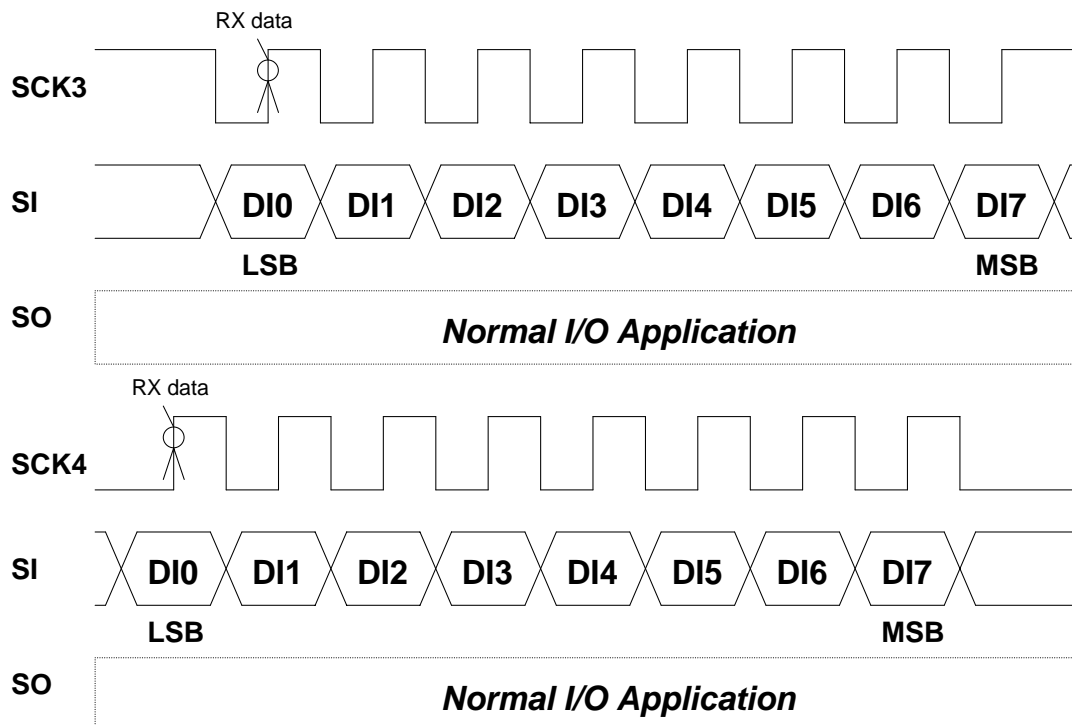 RX data
SCK3
SI DI0 DI1 DI2 DI3 DI4 DI5 DI6 DI7
LSB MSB
SO Normal I/O Application
RX data
SCK4
SI DI0 DI1 DI2 DI3 DI4 DI5 DI6 DI7
LSB MSB
SO Normal I/O Application